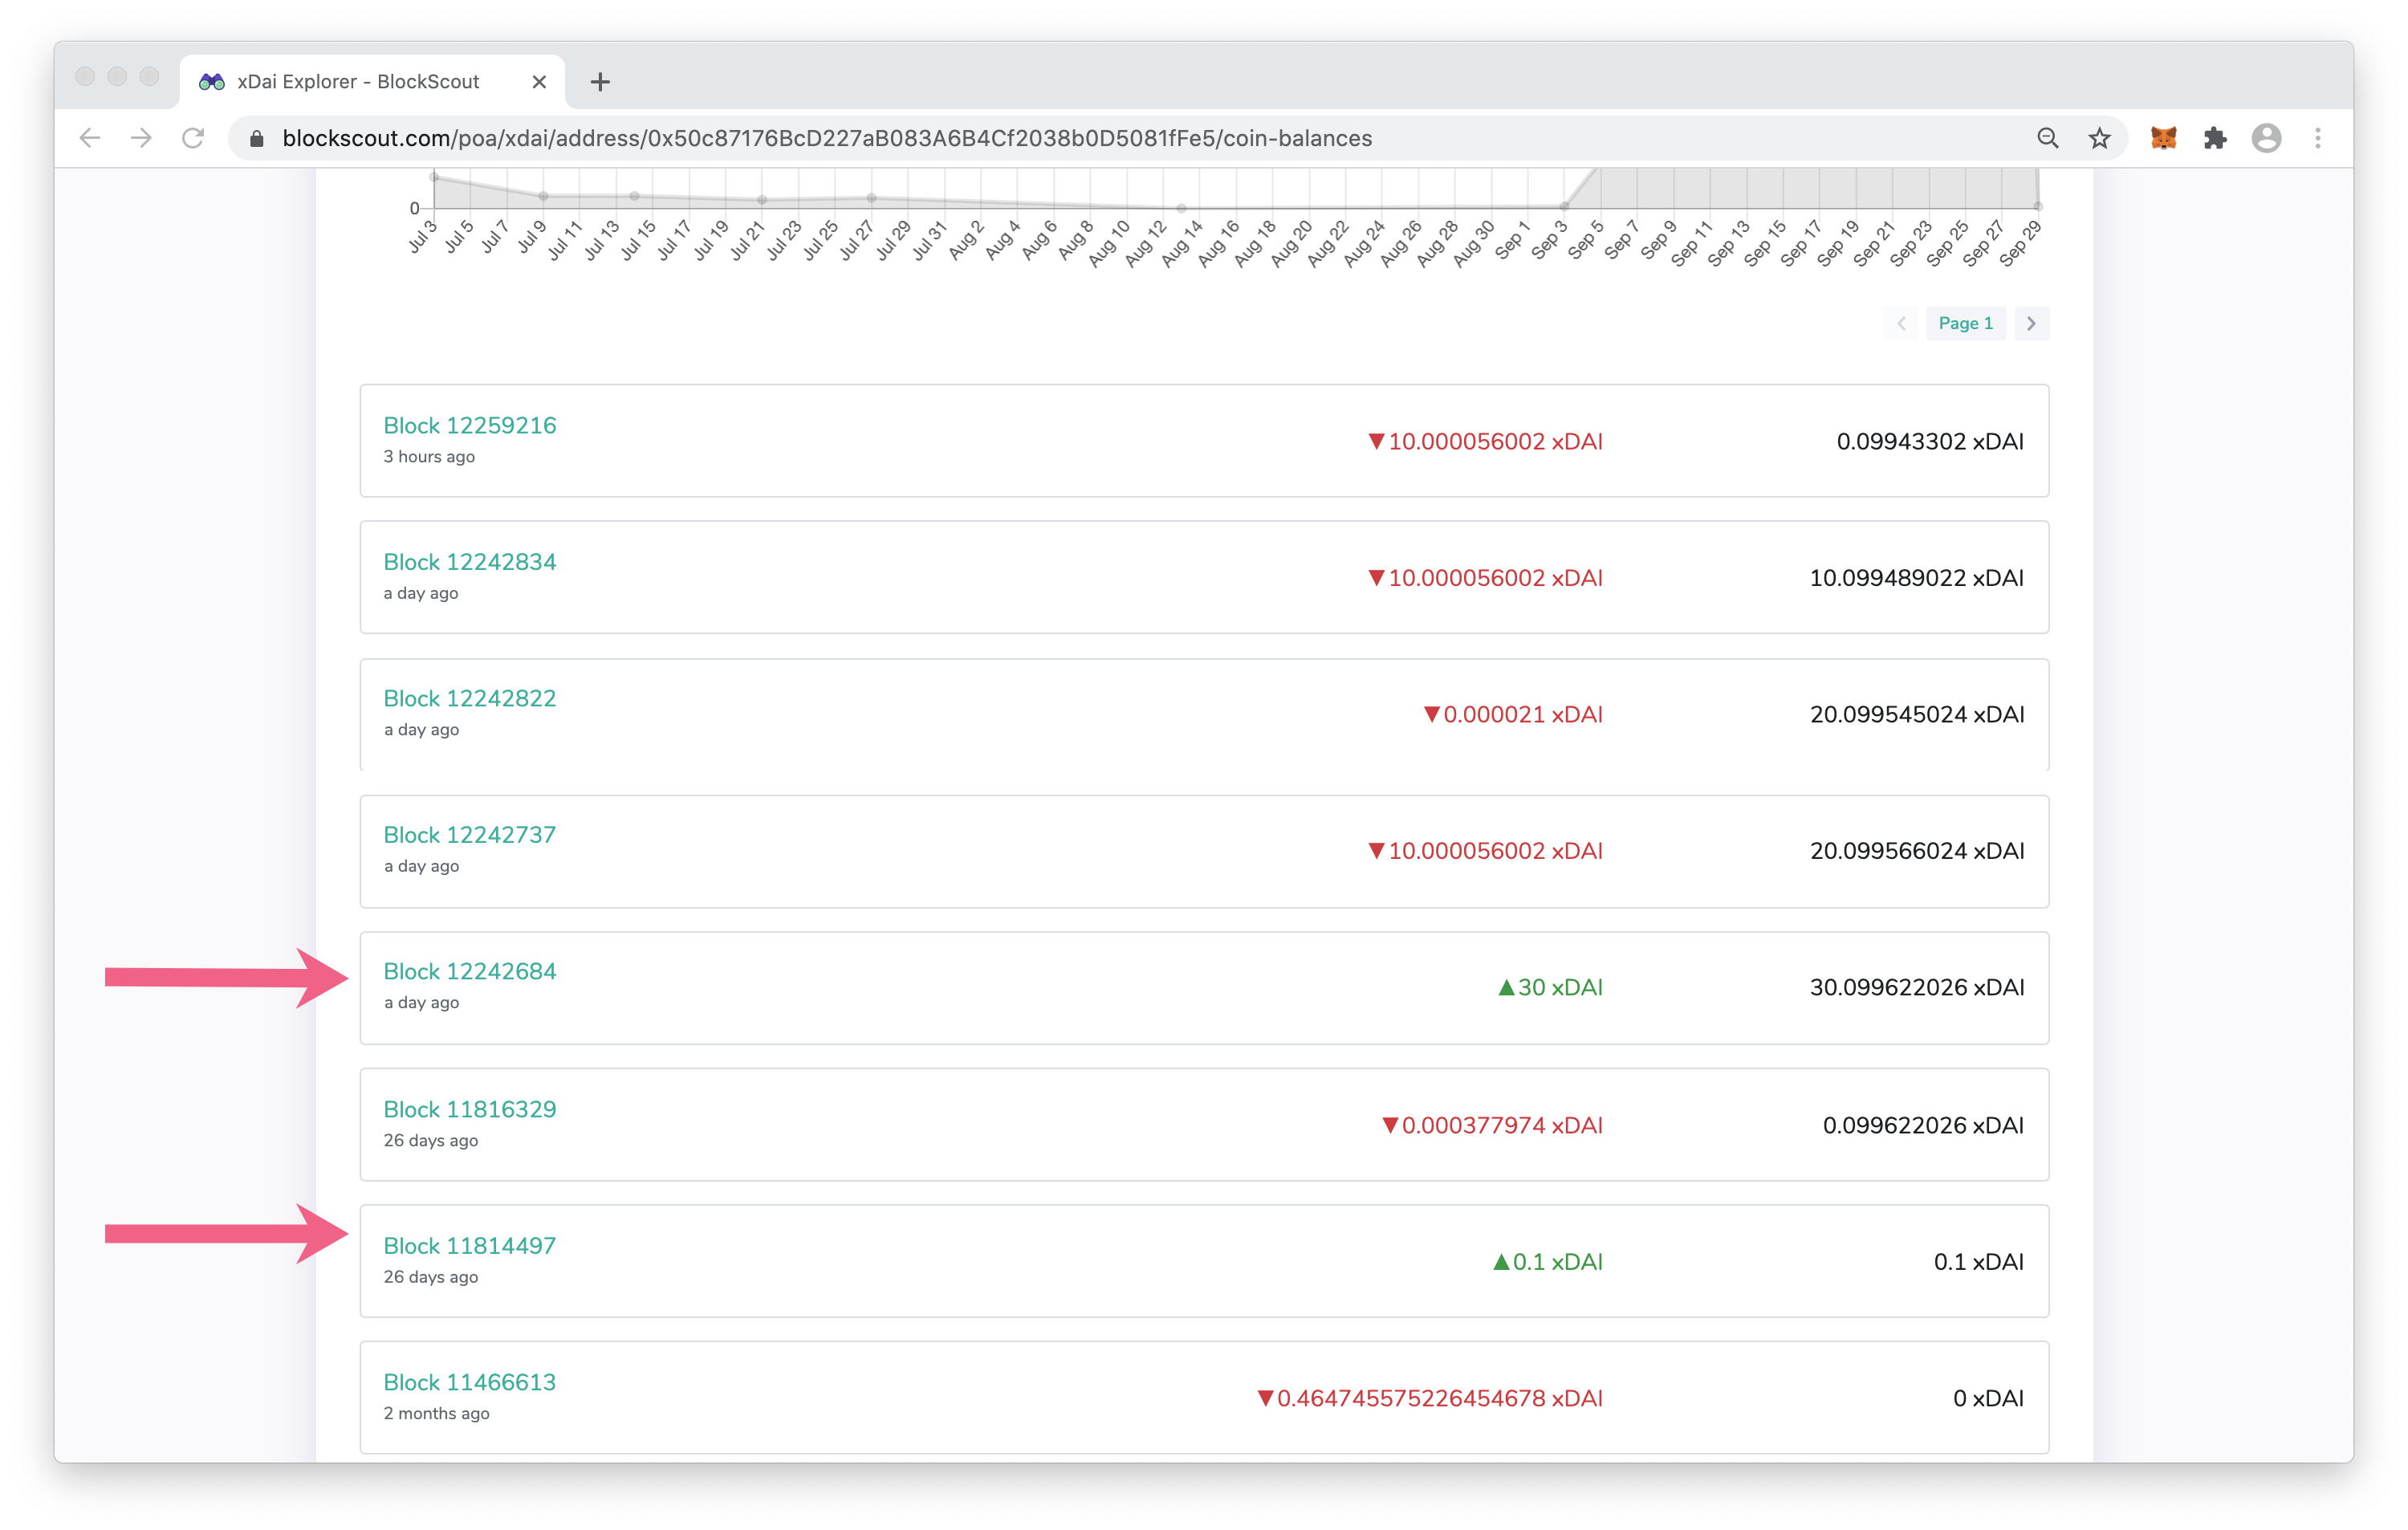 xDai Explorer - BlockScout
blockscout.com/poa/xdai/address/0x50c87176BcD227aB083A6B4Cf2038b0D5081fFe5/coin-balances
0
Jul 3 Jul 5 Jul 7 Jul 9 Jul 11 Jul 13 Jul 15 Jul 17 Jul 19 Jul 21 Jul 23 Jul 25 Jul 27 Jul 29 Jul 31 Aug 2 Aug 4 Aug 6 Aug 8 Aug 10 Aug 12 Aug 14 Aug 16 Aug 18 Aug 20 Aug 22 Aug 24 Aug 26 Aug 28 Aug 30 Sep 1 Sep 3 Sep 5 Sep 7 Sep 9 Sep 11 Sep 13 Sep 15 Sep 17 Sep 19 Sep 21 Sep 23 Sep 25 Sep 27 Sep 29
Page 1
Block 12259216
3 hours ago
▼10.000056002 xDAI
0.09943302 xDAI
Block 12242834
a day ago
▼10.000056002 xDAI
10.099489022 xDAI
Block 12242822
a day ago
▼0.000021 xDAI
20.099545024 xDAI
Block 12242737
a day ago
▼10.000056002 xDAI
20.099566024 xDAI
Block 12242684
a day ago
▲30 xDAI
30.099622026 xDAI
Block 11816329
26 days ago
▼0.000377974 xDAI
0.099622026 xDAI
Block 11814497
26 days ago
▲0.1 xDAI
0.1 xDAI
Block 11466613
2 months ago
▼0.464745575226454678 xDAI
0 xDAI